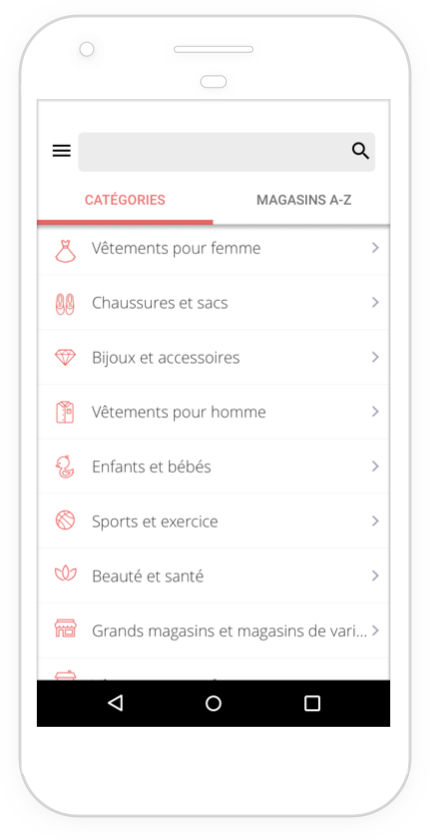 CATÉGORIES
MAGASINS A-Z
Vêtements pour femme
Chaussures et sacs
Bijoux et accessoires
Vêtements pour homme
Enfants et bébés
Sports et exercice
Beauté et santé
Grands magasins et magasins de vari...